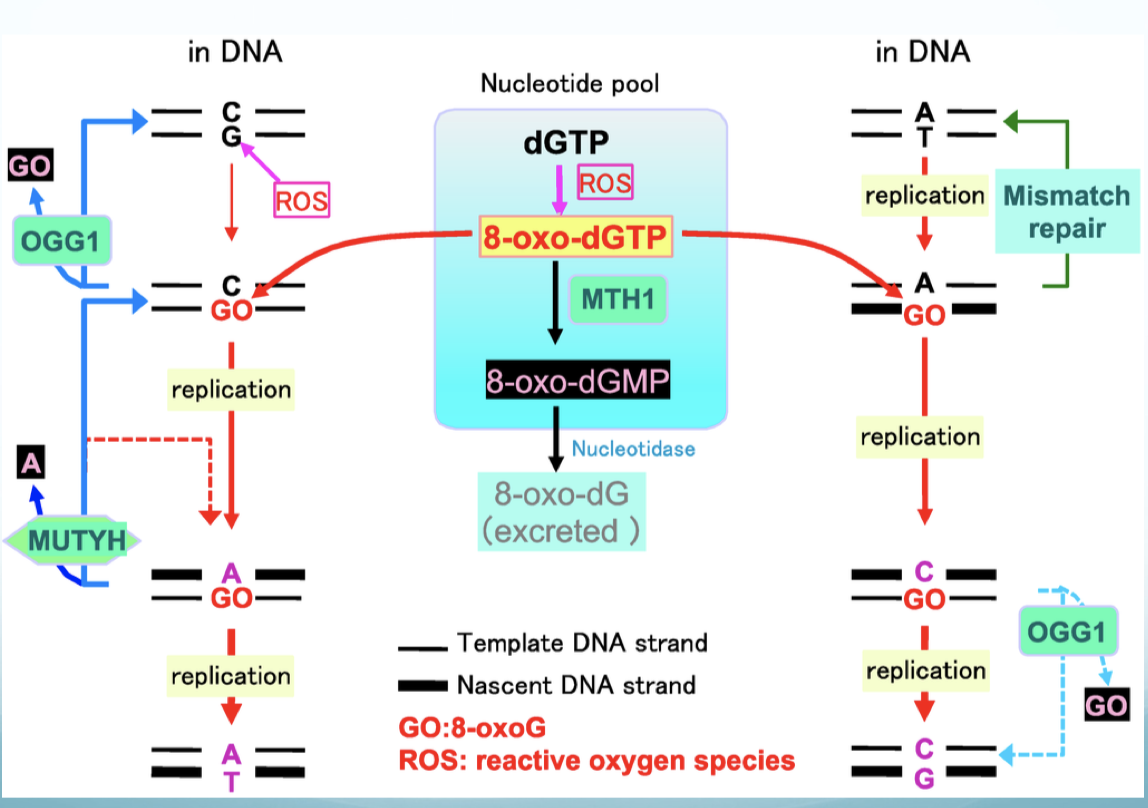 in DNA
C
G
ROS
GO
OGG1
C
GO
replication
A
MUTYH
A
GO
replication
A
T
Nucleotide pool
dGTP
ROS
8-oxo-dGTP
MTH1
8-oxo-dGMP
Nucleotidase
8-oxo-dG
(excreted )
Template DNA strand
Nascent DNA strand
GO:8-oxoG
ROS: reactive oxygen species
in DNA
A
T
replication
Mismatch
repair
A
GO
replication
C
GO
OGG1
replication
GO
C
G